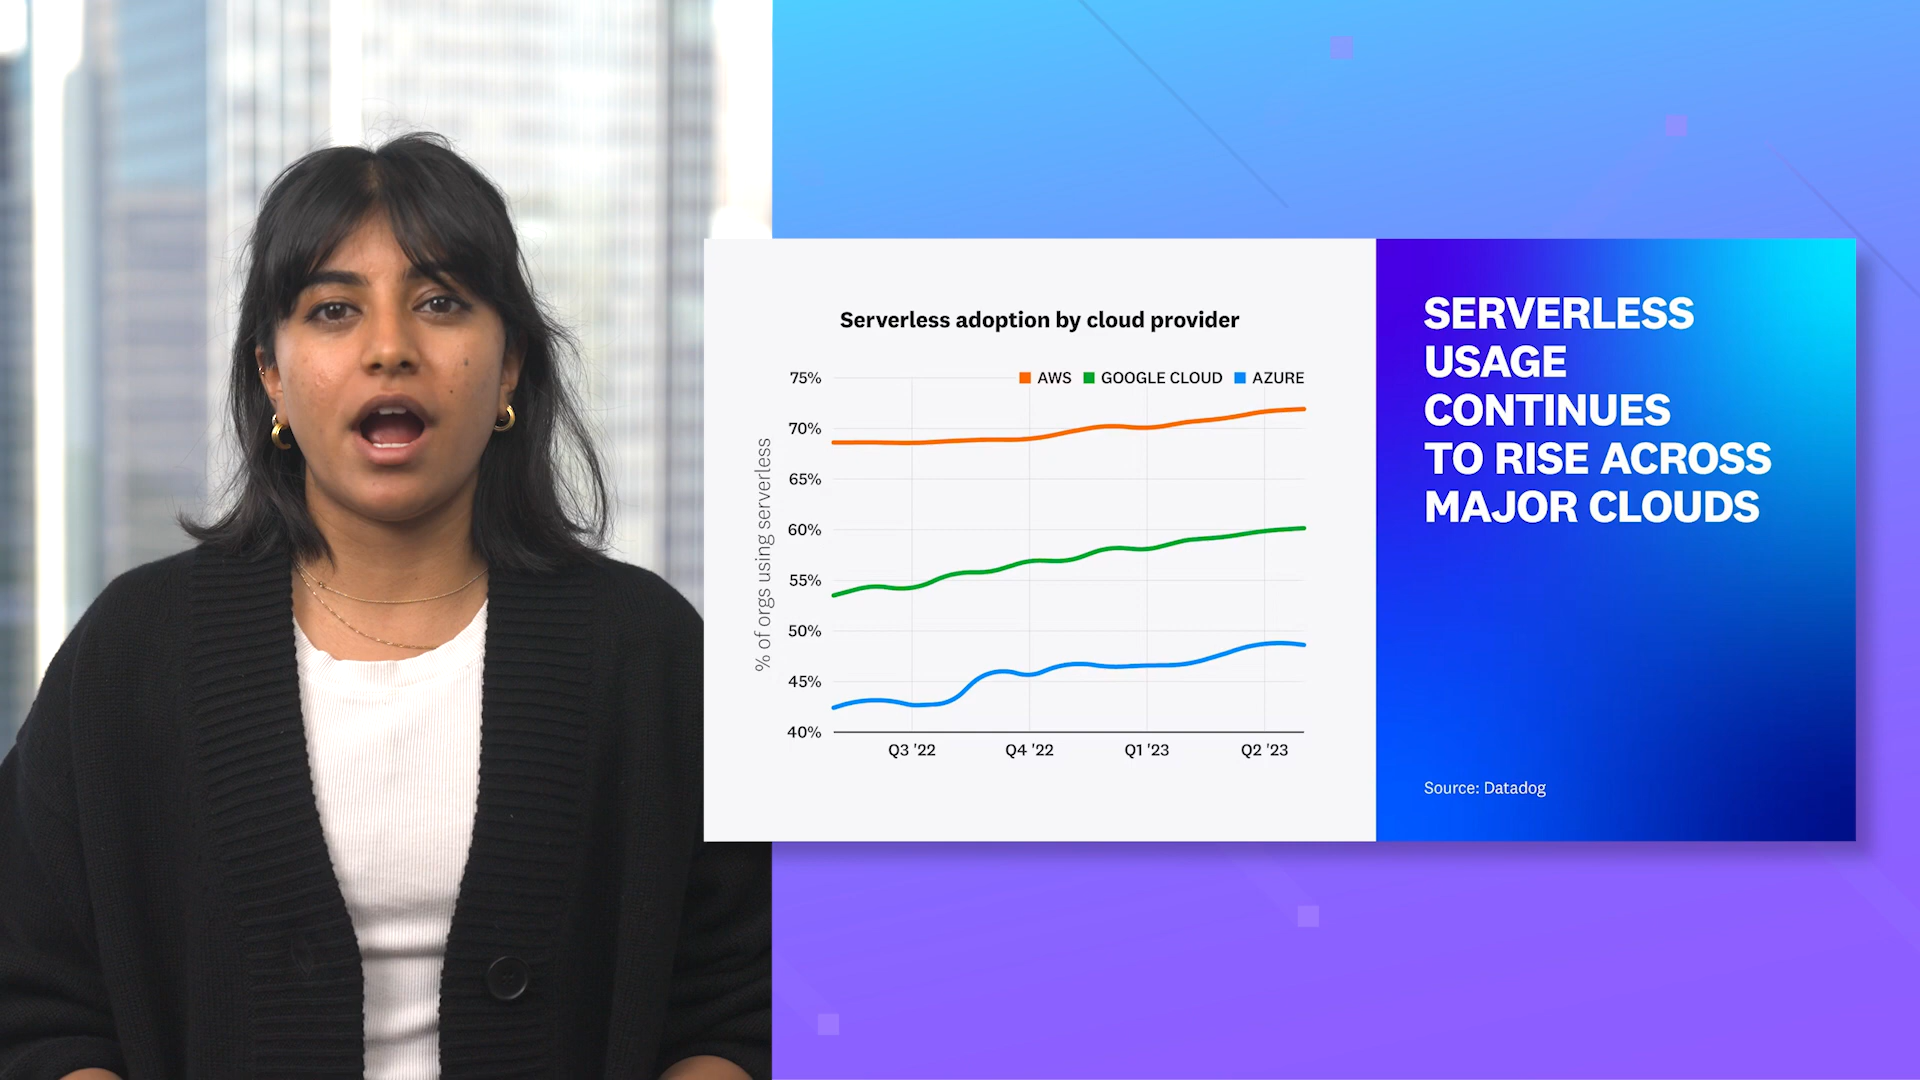 Serverless adoption by cloud provider
AWS GOOGLE CLOUD AZURE
% of orgs using serverless
75%
70%
65%
60%
55%
50%
45%
40%
Q3 '22 Q4 '22 Q1 '23 Q2 '23
SERVERLESS
USAGE
CONTINUES
TO RISE ACROSS
MAJOR CLOUDS
Source: Datadog